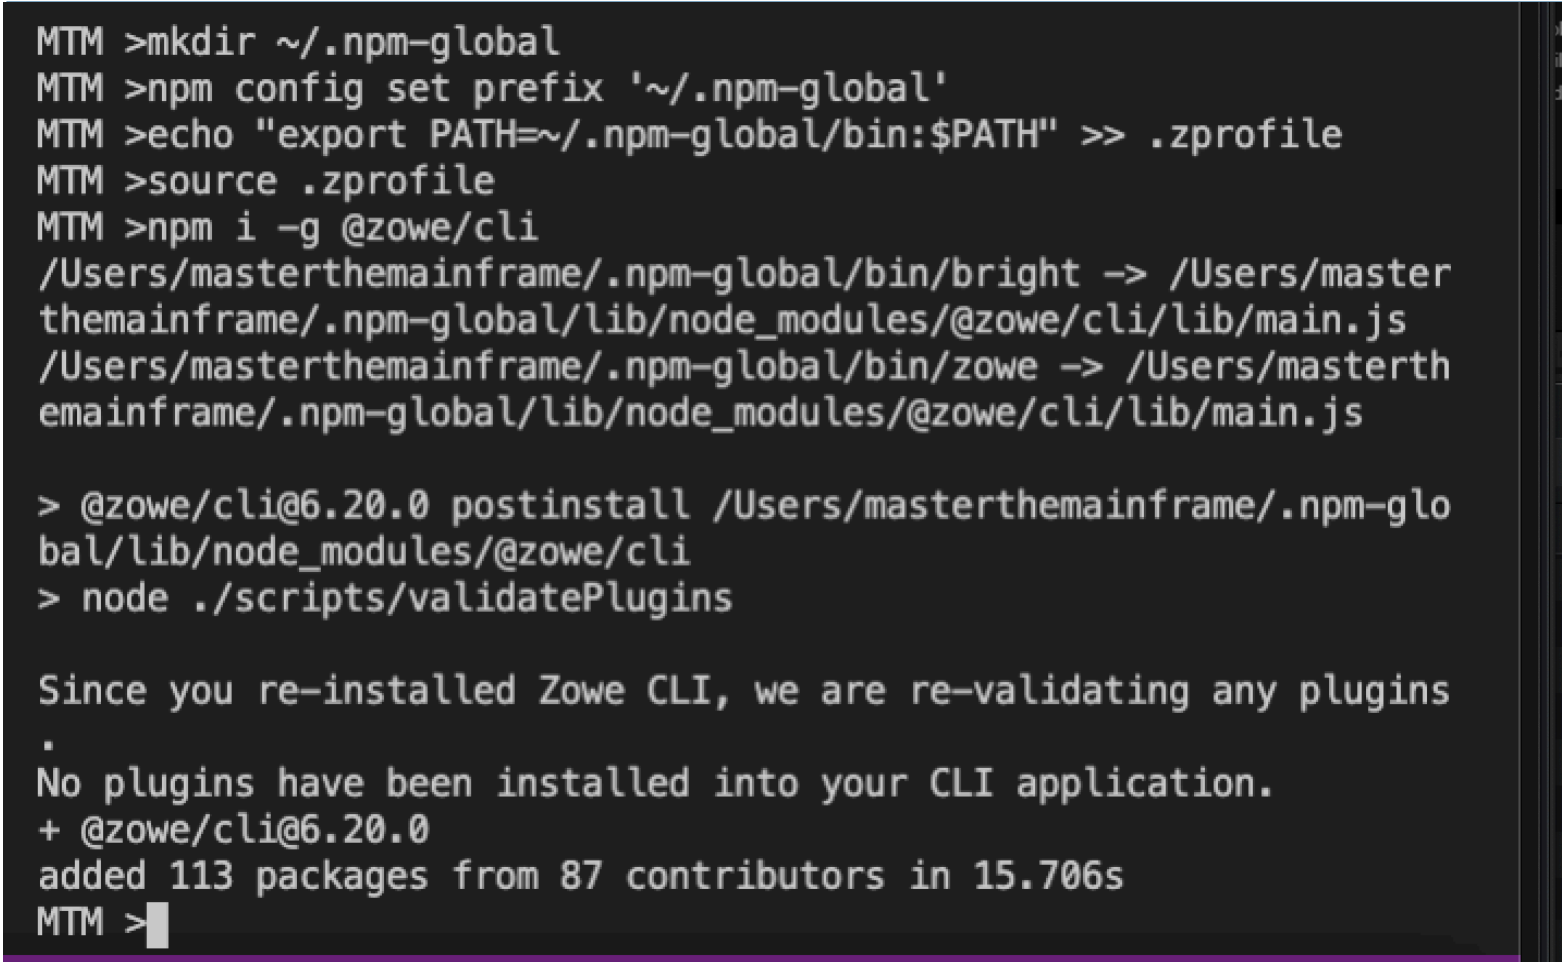 MTM >mkdir ~/.npm-global
MTM >npm config set prefix '~/.npm-global'
MTM >echo "export PATH=~/.npm-global/bin:$PATH" >> .zprofile
MTM >source .zprofile
MTM >npm i -g @zowe/cli
/Users/masterthemainframe/.npm-global/bin/bright -> /Users/master
themainframe/.npm-global/lib/node_modules/@zowe/cli/lib/main.js
/Users/masterthemainframe/.npm-global/bin/zowe -> /Users/masterth
emainframe/.npm-global/lib/node_modules/@zowe/cli/lib/main.js

> @zowe/cli@6.20.0 postinstall /Users/masterthemainframe/.npm-glo
bal/lib/node_modules/@zowe/cli
> node ./scripts/validatePlugins

Since you re-installed Zowe CLI, we are re-validating any plugins
.
No plugins have been installed into your CLI application.
+ @zowe/cli@6.20.0
added 113 packages from 87 contributors in 15.706s
MTM >